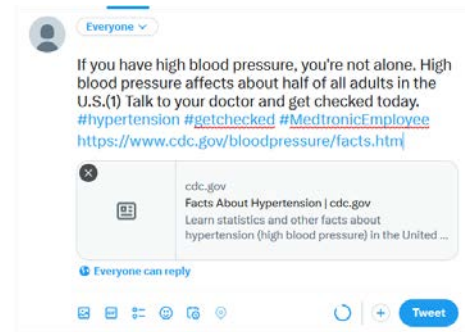 Everyone
If you have high blood pressure, you're not alone. High
blood pressure affects about half of all adults in the
U.S.(1) Talk to your doctor and get checked today.
#hypertension #getchecked #MedtronicEmployee
https://www.cdc.gov/bloodpressure/facts.htm
cdc.gov
Facts About Hypertension | cdc.gov
Learn statistics and other facts about
hypertension (high blood pressure) in the United ...
Everyone can reply
Tweet